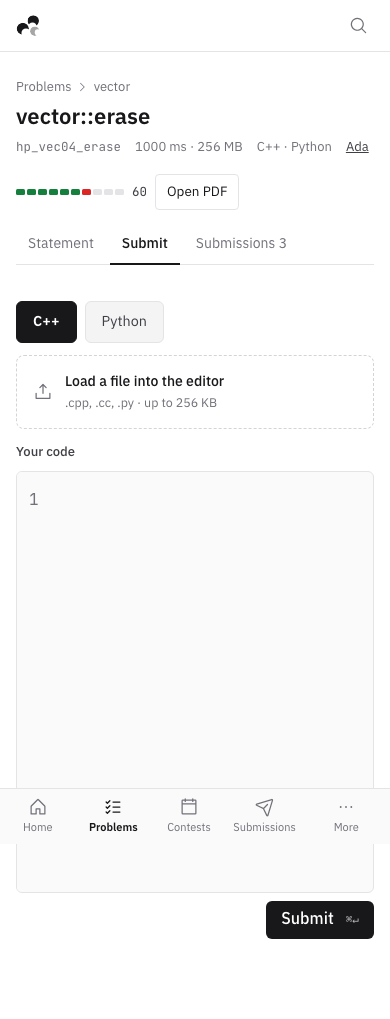 Problems > vector
vector::erase
hp_vec04_erase 1000 ms · 256 MB C++ · Python Ada
60 Open PDF
Statement Submit Submissions 3
C++ Python
Load a file into the editor
.cpp, .cc, .py · up to 256 KB
Your code
1
Home Problems Contests Submissions More
Submit ⌘↵